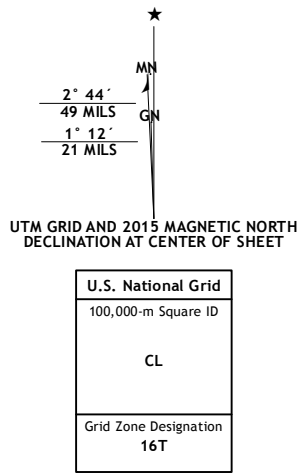 ★
MN
2° 44´
49 MILS
GN
1° 12´
21 MILS
UTM GRID AND 2015 MAGNETIC NORTH
DECLINATION AT CENTER OF SHEET
U.S. National Grid
100,000-m Square ID
CL
Grid Zone Designation
16T